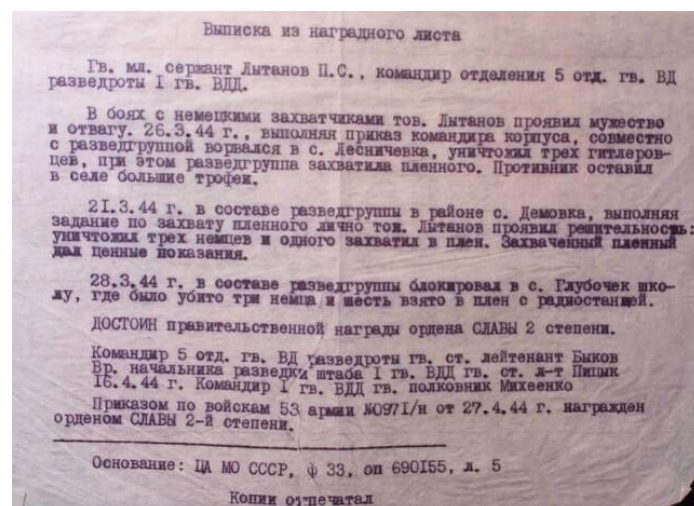 Выписка из наградного листа
Гв. мл. сержант Лытанов П.С., командир отделения 5 отд. гв. ВД
разведроты I гв. ВДД.
В боях с немецкими захватчиками тов. Лытанов проявил мужество
и отвагу. 26.3.44 г., выполняя приказ командира корпуса, совместно
с разведгруппой ворвался в с. Лесничевка, уничтожил трех гитлеров-
цев, при этом разведгруппа захватила пленного. Противник оставил
в селе большие трофеи.
2I.3.44 г. в составе разведгруппы в районе с. Демовка, выполняя
задание по захвату пленного лично тов. Лытанов проявил решительность:
уничтожил трех немцев и одного захватил в плен. Захваченный пленный
дал ценные показания.
28.3.44 г. в составе разведгруппы блокировал в с. Глубочек шко-
лу, где было убито три немца и шесть взято в плен с радиостанцией.
ДОСТОИН правительственной награды ордена СЛАВЫ 2 степени.
Командир 5 отд. гв. ВД разведроты гв. ст. лейтенант Быков
Вр. начальника разведки штаба I гв. ВДД гв. ст. л-т Пицык
I6.4.44 г. Командир I гв. ВДД гв. полковник Михеенко
Приказом по войскам 53 армии №097I/н от 27.4.44 г. награжден
орденом СЛАВЫ 2-й степени.
Основание: ЦА МО СССР, ф 33, оп 690I55, л. 5
Копии отпечатал